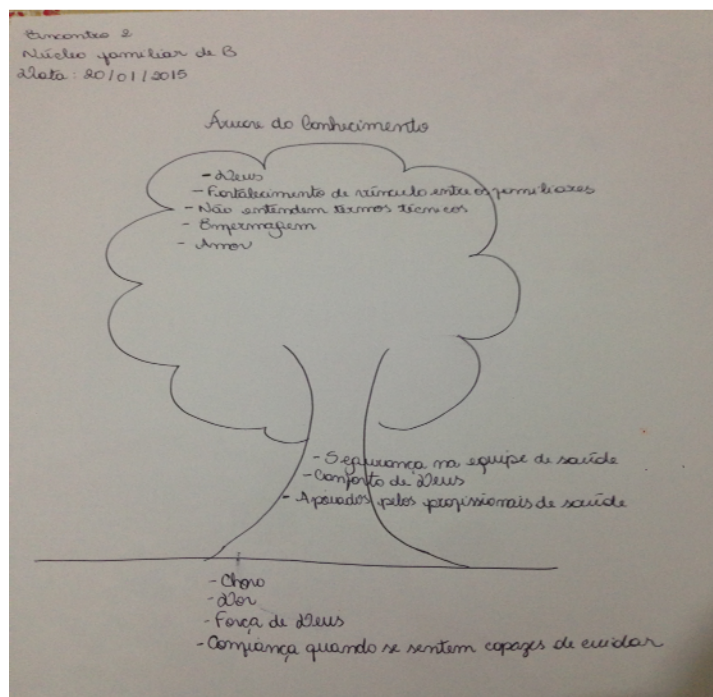 Encontro 2
Núcleo familiar de B
Data: 20/01/2015
Árvore do Conhecimento
- Deus
- Fortalecimento de vínculo entre os familiares
- Não entendem termos técnicos
- Enfermagem
- Amor
- Segurança na equipe de saúde
- Conforto de Deus
- Apoiados pelos profissionais de saúde
- Choro
- Dor
- Força de Deus
- Confiança quando se sentem capazes de cuidar